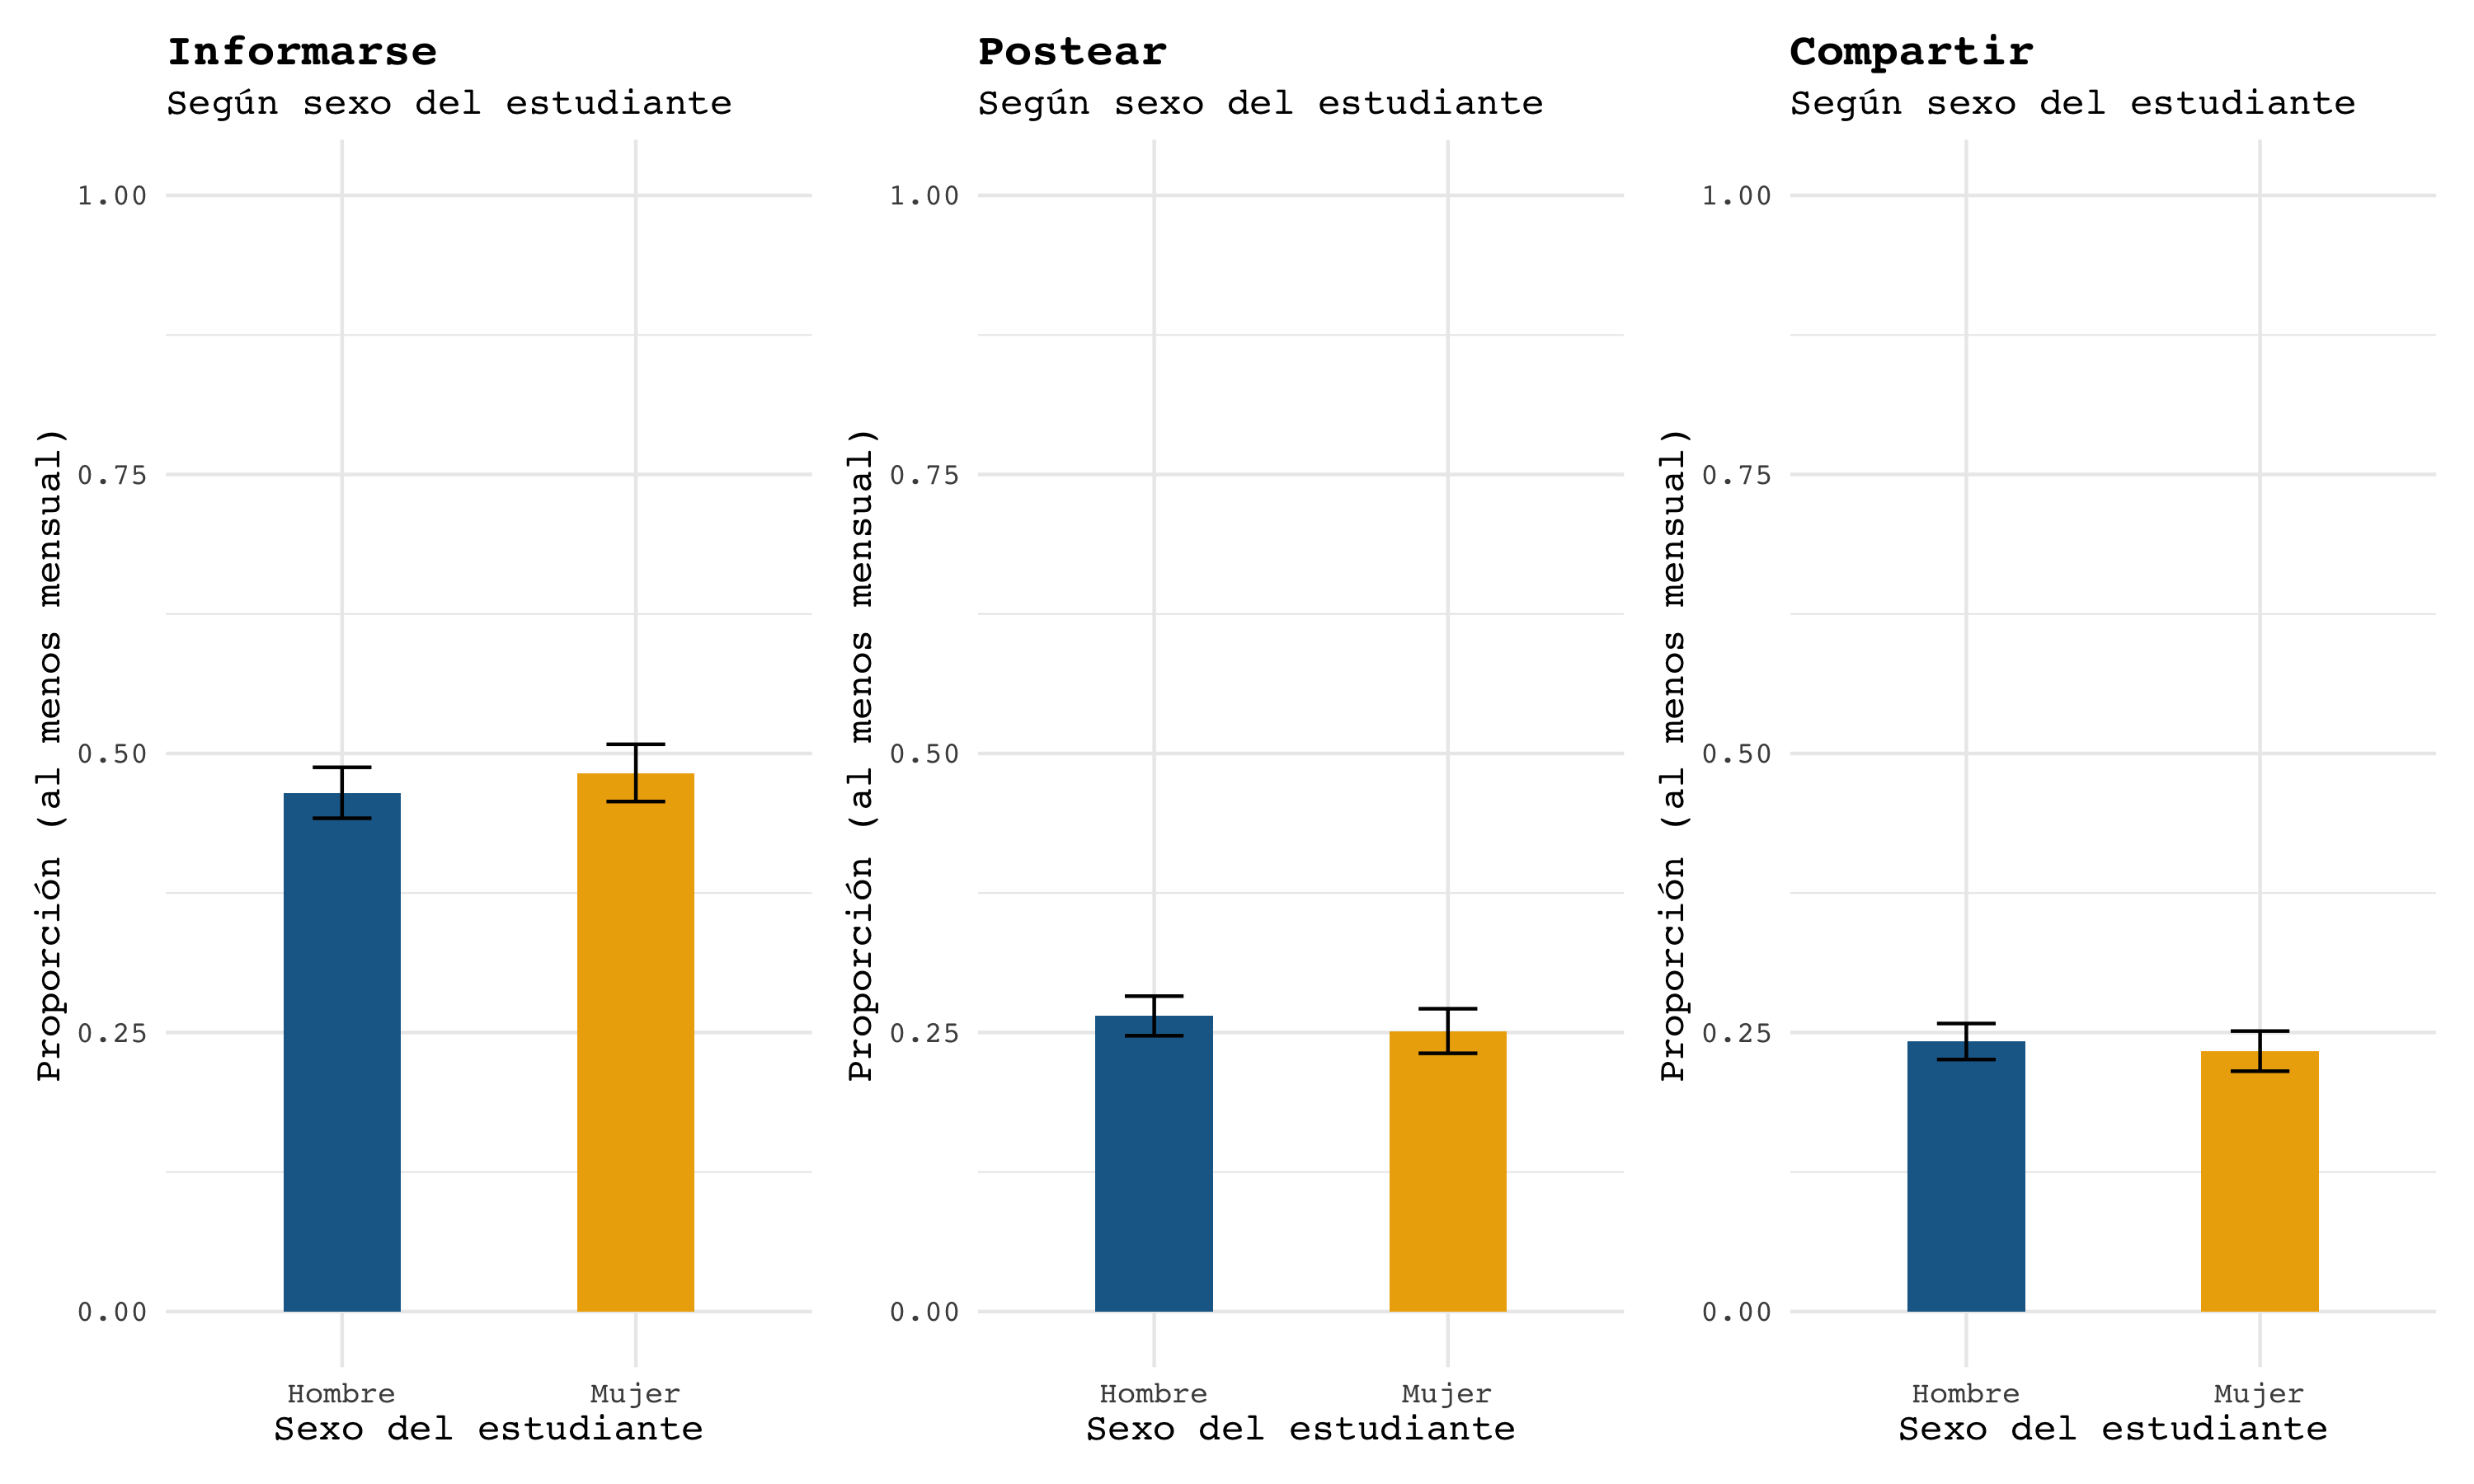 Informarse
Según sexo del estudiante
Proporción (al menos mensual)
1.00
0.75
0.50
0.25
0.00
Hombre
Mujer
Sexo del estudiante
Postear
Según sexo del estudiante
Proporción (al menos mensual)
1.00
0.75
0.50
0.25
0.00
Hombre
Mujer
Sexo del estudiante
Compartir
Según sexo del estudiante
Proporción (al menos mensual)
1.00
0.75
0.50
0.25
0.00
Hombre
Mujer
Sexo del estudiante